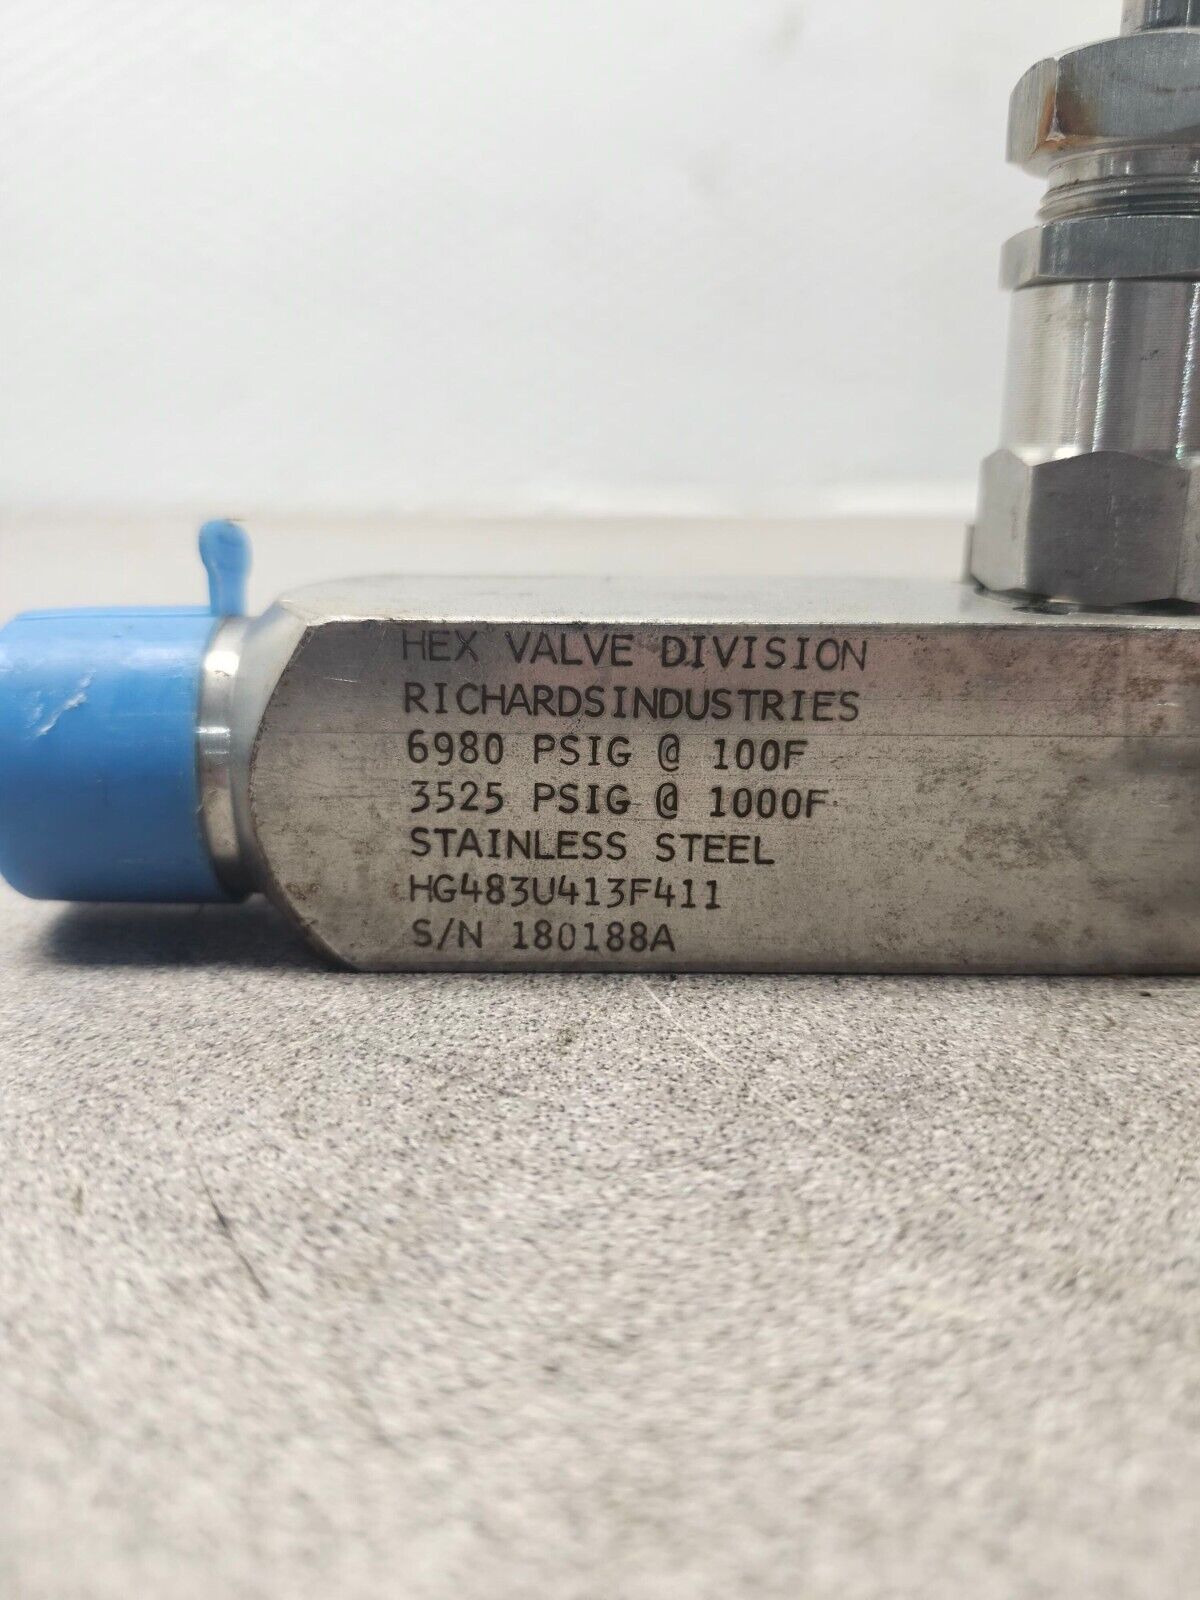 HEX VALVE DIVISION
RICHARDSINDUSTRIES
6980 PSIG @ 100F
3525 PSIG @ 1000F
STAINLESS STEEL
HG483U413F411
S/N 180188A